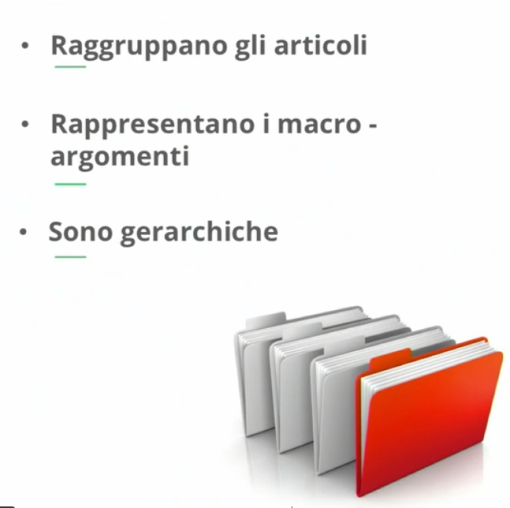 • Raggruppano gli articoli
• Rappresentano i macro -
argomenti
• Sono gerarchiche